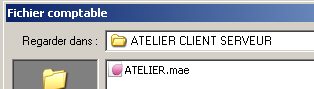 Fichier comptable
Regarder dans : ATELIER CLIENT SERVEUR
ATELIER.mae